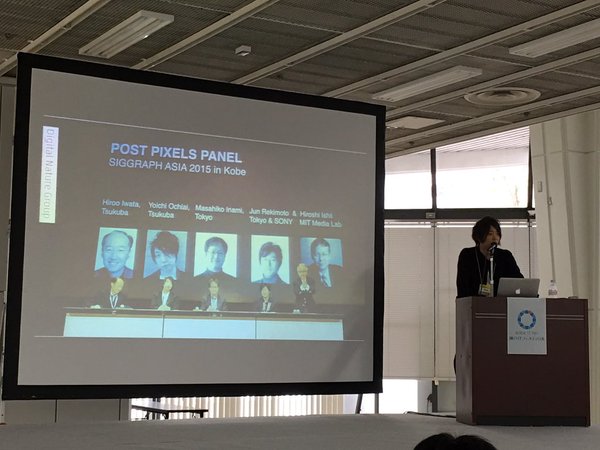 Digital Nature Group
POST PIXELS PANEL
SIGGRAPH ASIA 2015 in Kobe
Hiroo Iwata, Yoichi Ochiai, Masahiko Inami, Jun Rekimoto & Hiroshi Ishii
Tsukuba Tsukuba Tokyo Tokyo & SONY MIT Media Lab